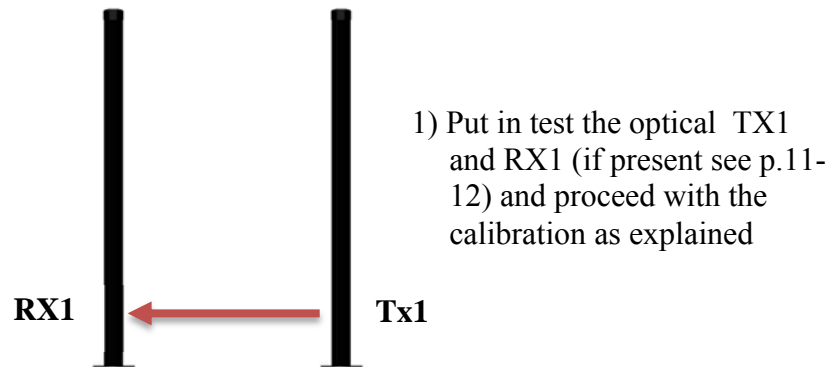 1) Put in test the optical  TX1
and RX1 (if present see p.11-
12) and proceed with the
calibration as explained
RX1
Tx1